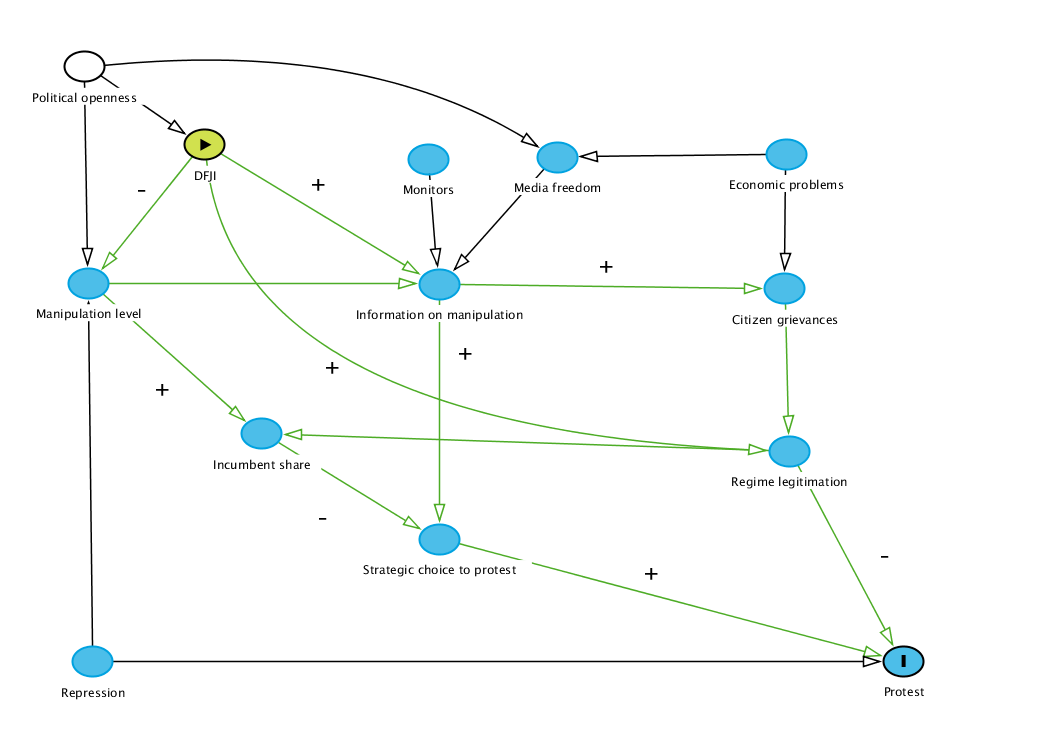 Political openness
DFJI
Monitors
Media freedom
Economic problems
-
+
+
Manipulation level
Information on manipulation
Citizen grievances
+
+
+
Incumbent share
Regime legitimation
-
Strategic choice to protest
-
+
Repression
Protest